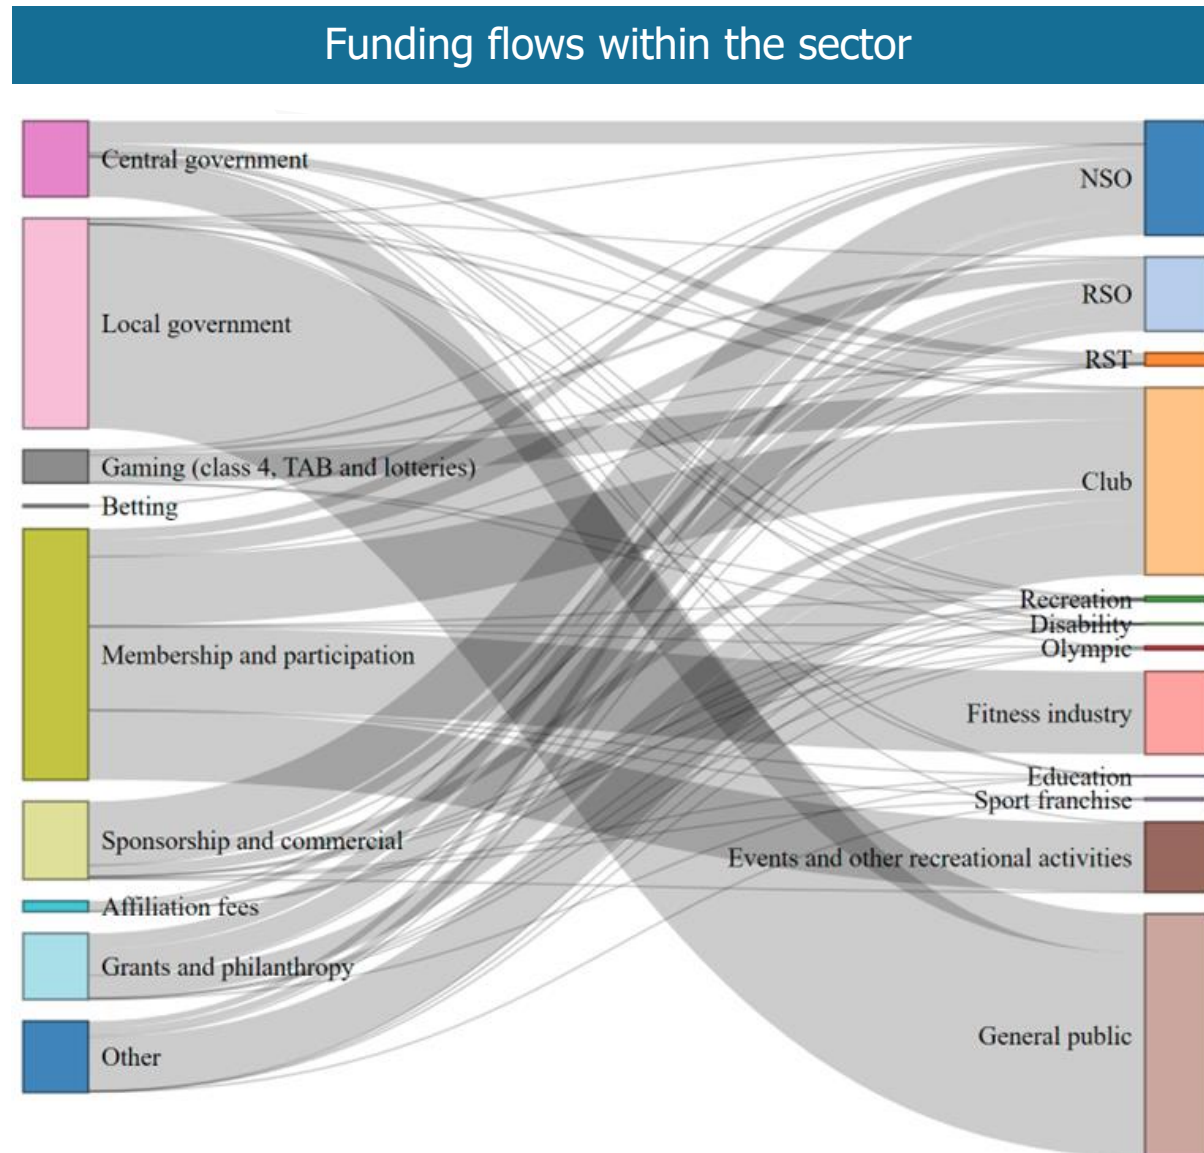 Funding flows within the sector
Central government
Local government
Gaming (class 4, TAB and lotteries)
Betting
Membership and participation
Sponsorship and commercial
Affiliation fees
Grants and philanthropy
Other
NSO
RSO
RST
Club
Recreation
Disability
Olympic
Fitness industry
Education
Sport franchise
Events and other recreational activities
General public